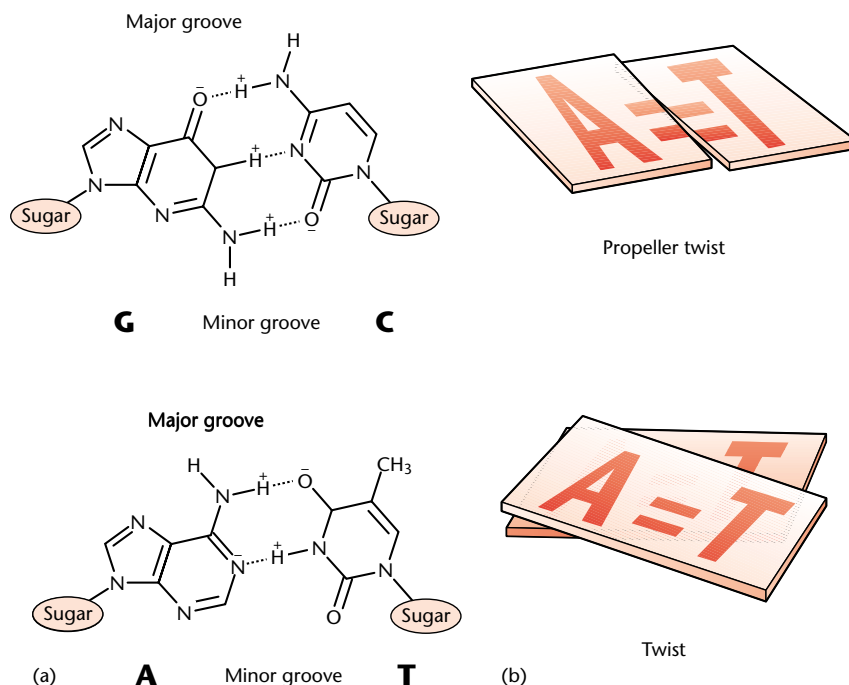 Major groove
H
O
−
H
+
N
N
H
+
N
N
Sugar
N
N
O
−
N
H
+
Sugar
H
G Minor groove C
A=T
Propeller twist
Major groove
H
N
H
+
O
−
CH3
N
N
−
H
+
N
N
N
N
O
Sugar
Sugar
(a) A Minor groove T
T
A=T
Twist
(b)